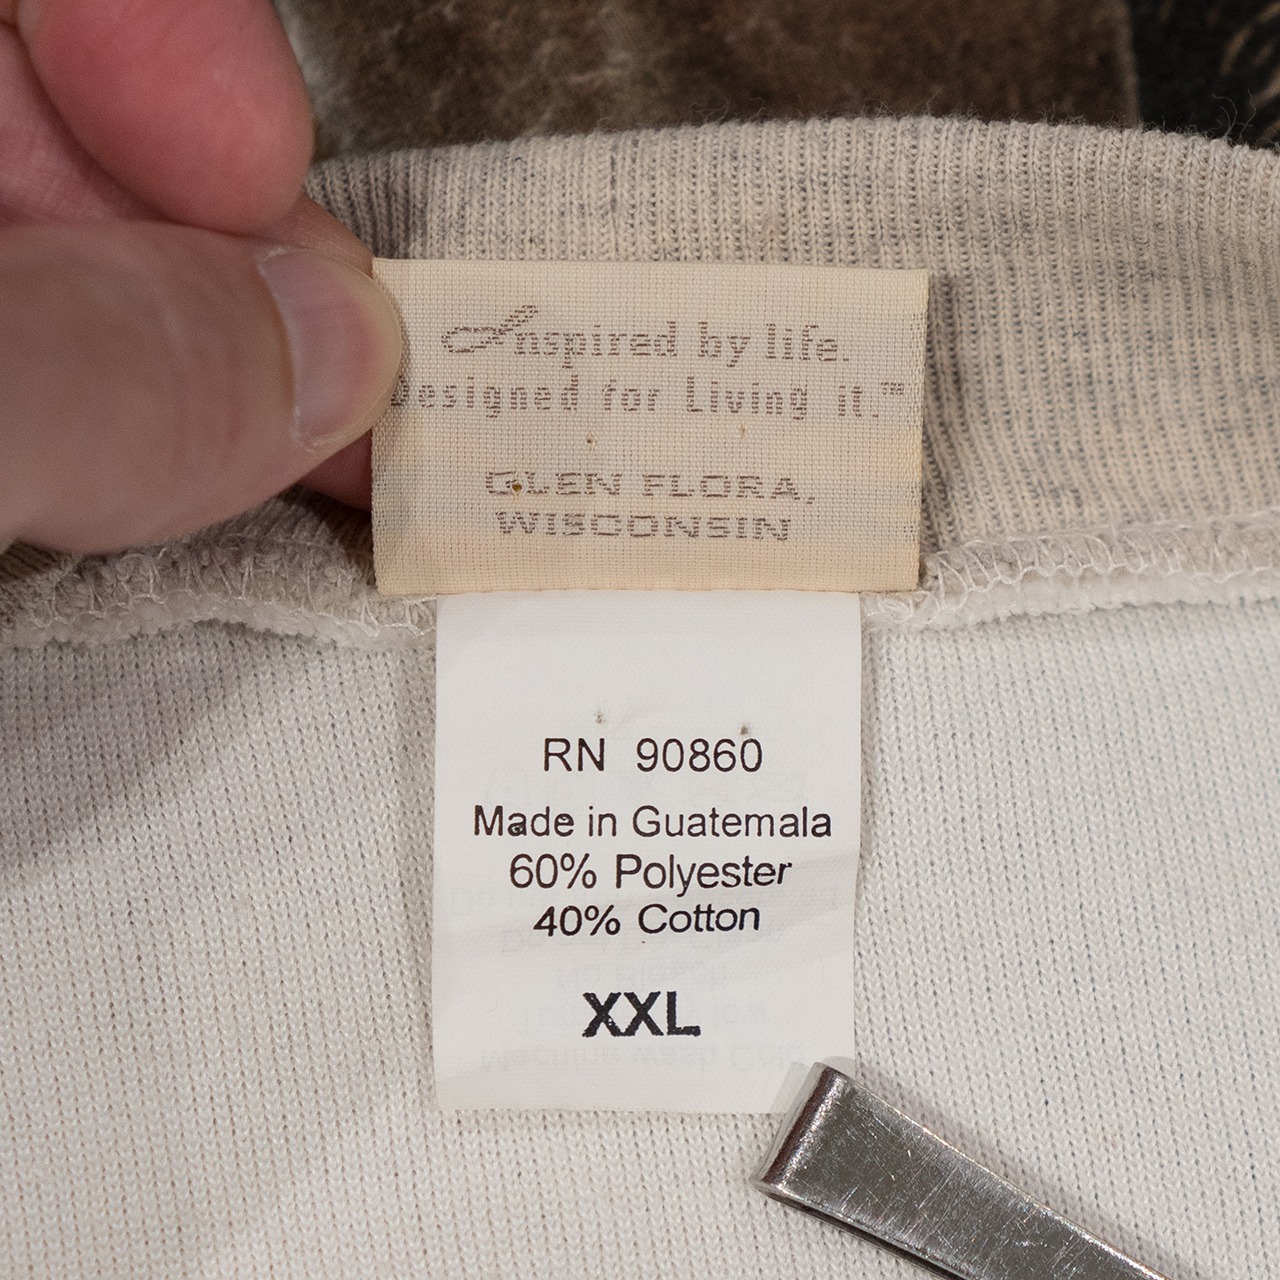 Inspired by life.
Designed for Living it.™
GLEN FLORA,
WISCONSIN
RN 90860
Made in Guatemala
60% Polyester
40% Cotton
XXL